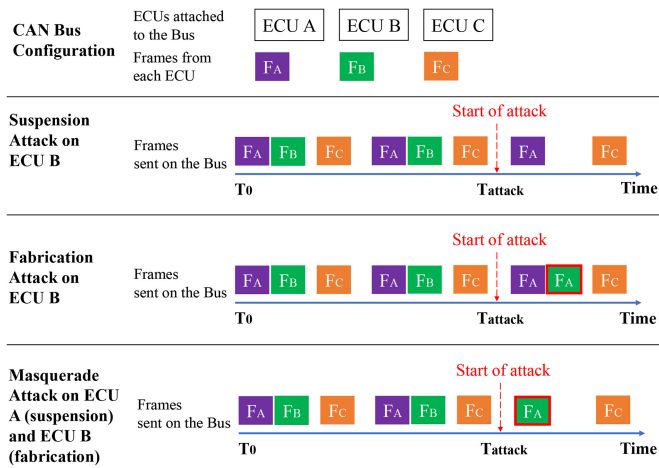 CAN Bus
Configuration
ECUs attached
to the Bus
ECU A ECU B ECU C
Frames from
each ECU
FA FB FC
Suspension
Attack on
ECU B
Frames
sent on the Bus
Start of attack
FA FB FC FA FB FC FA FC
T0 Tattack Time
Fabrication
Attack on
ECU B
Frames
sent on the Bus
Start of attack
FA FB FC FA FB FC FA FA FC
T0 Tattack Time
Masquerade
Attack on ECU
A (suspension)
and ECU B
(fabrication)
Frames
sent on the Bus
Start of attack
FA FB FC FA FB FC FA FC
T0 Tattack Time